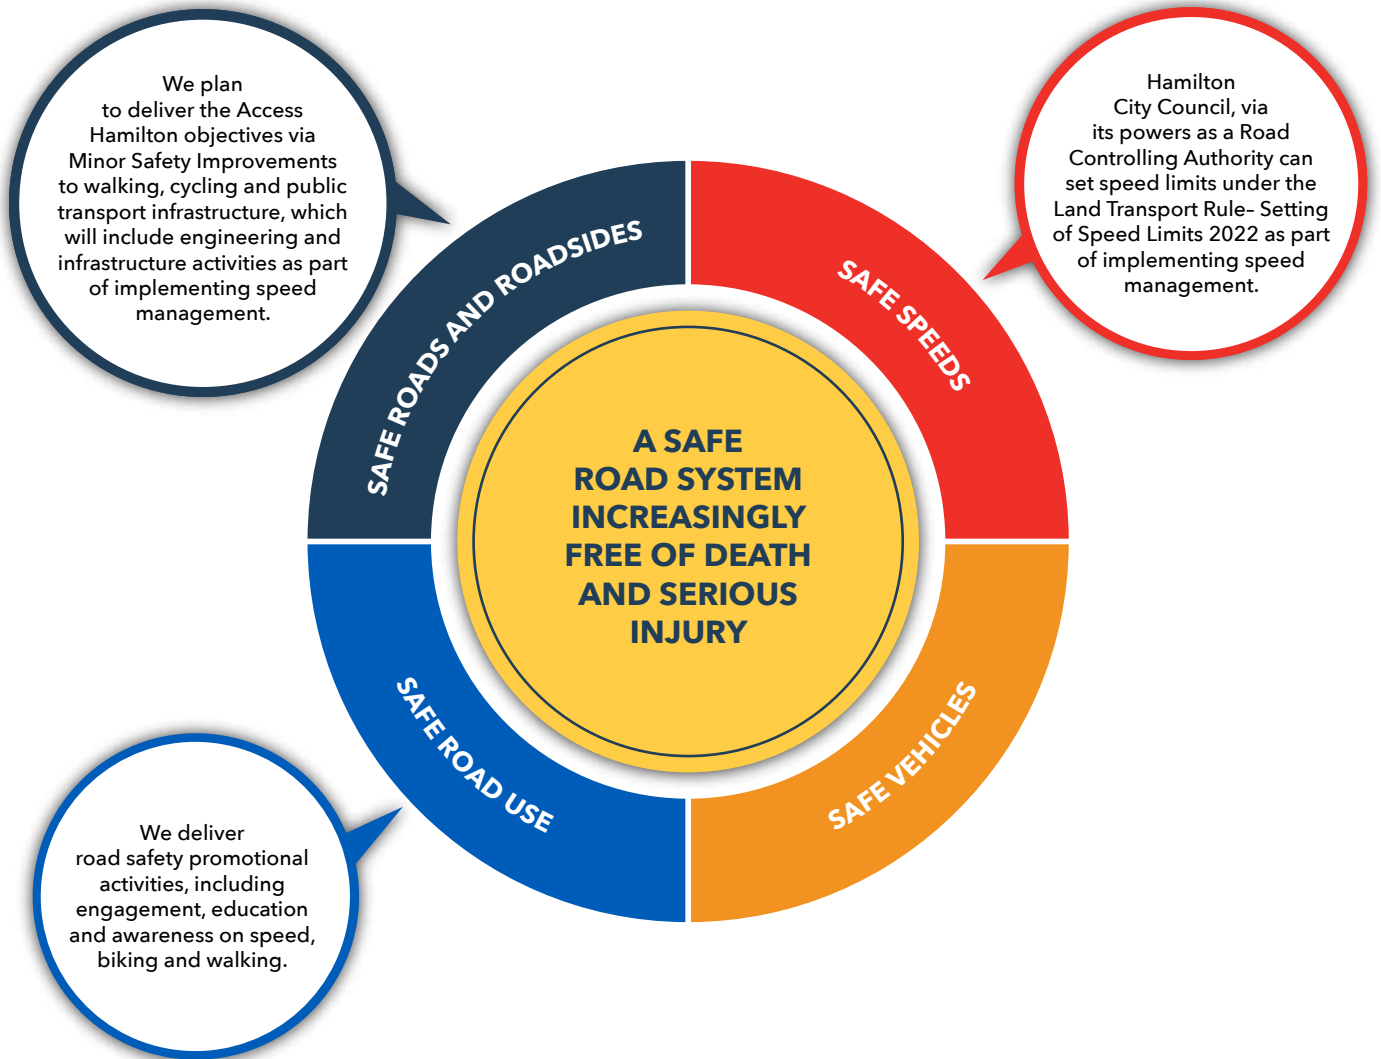 We plan
to deliver the Access
Hamilton objectives via
Minor Safety Improvements
to walking, cycling and public
transport infrastructure, which
will include engineering and
infrastructure activities as part
of implementing speed
management.
Hamilton
City Council, via
its powers as a Road
Controlling Authority can
set speed limits under the
Land Transport Rule– Setting
of Speed Limits 2022 as part
of implementing speed
management.
SAFE ROADS AND ROADSIDES
SAFE SPEEDS
A SAFE
ROAD SYSTEM
INCREASINGLY
FREE OF DEATH
AND SERIOUS
INJURY
SAFE ROAD USE
SAFE VEHICLES
We deliver
road safety promotional
activities, including
engagement, education
and awareness on speed,
biking and walking.